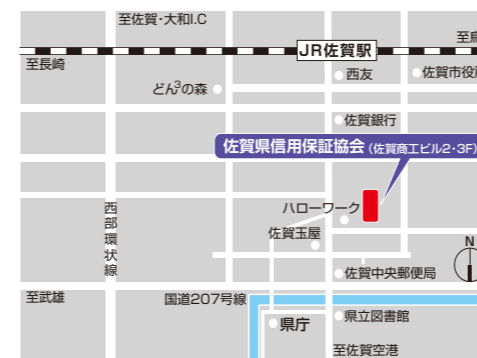 至佐賀・大和I.C
JR佐賀駅
至長崎
西友
佐賀市役
どん3の森
佐賀銀行
佐賀県信用保証協会(佐賀商工ビル2・3F)
西部環状線
ハローワーク
佐賀玉屋
N
佐賀中央郵便局
至武雄
国道207号線
県庁
県立図書館
至佐賀空港